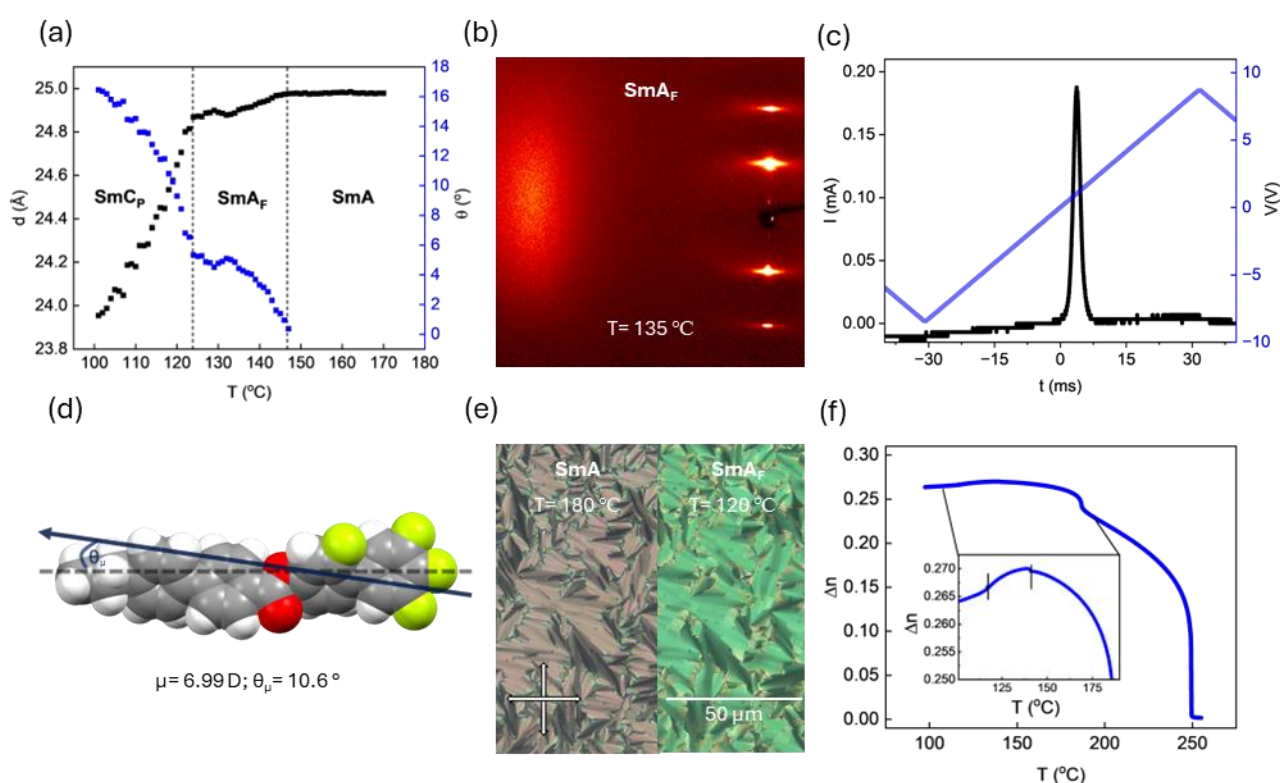 (a)
d (Å)
25.0
24.8
24.6
24.4
24.2
24.0
23.8
SmC_P
SmA_F
SmA
18
16
14
12
10
8
6
4
2
0
θ (°)
100 110 120 130 140 150 160 170 180
T (°C)
(b)
SmA_F
T= 135 °C
(c)
I (mA)
0.20
0.15
0.10
0.05
0.00
10
5
0
−5
−10
V(V)
−30 −15 0 15 30
t (ms)
(d)
θ_μ
μ= 6.99 D; θ_μ= 10.6 °
(e)
SmA
T= 180 °C
SmA_F
T= 120 °C
50 μm
(f)
Δn
0.30
0.25
0.20
0.15
0.10
0.05
0.00
Δn
0.270
0.265
0.260
0.255
0.250
125 150 175
T (°C)
100 150 200 250
T (°C)